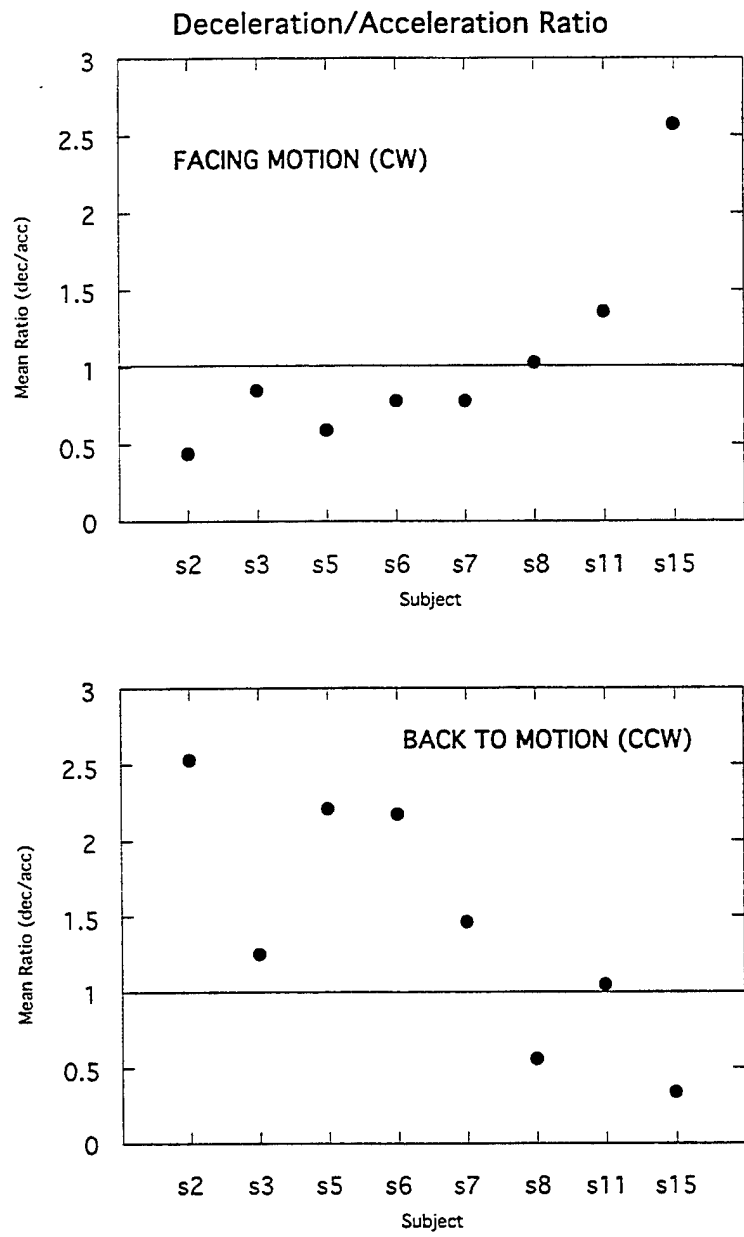 Deceleration/Acceleration Ratio
3
2.5
2
1.5
1
0.5
0
Mean Ratio (dec/acc)
FACING MOTION (CW)
s2 s3 s5 s6 s7 s8 s11 s15
Subject
3
2.5
2
1.5
1
0.5
0
Mean Ratio (dec/acc)
BACK TO MOTION (CCW)
s2 s3 s5 s6 s7 s8 s11 s15
Subject